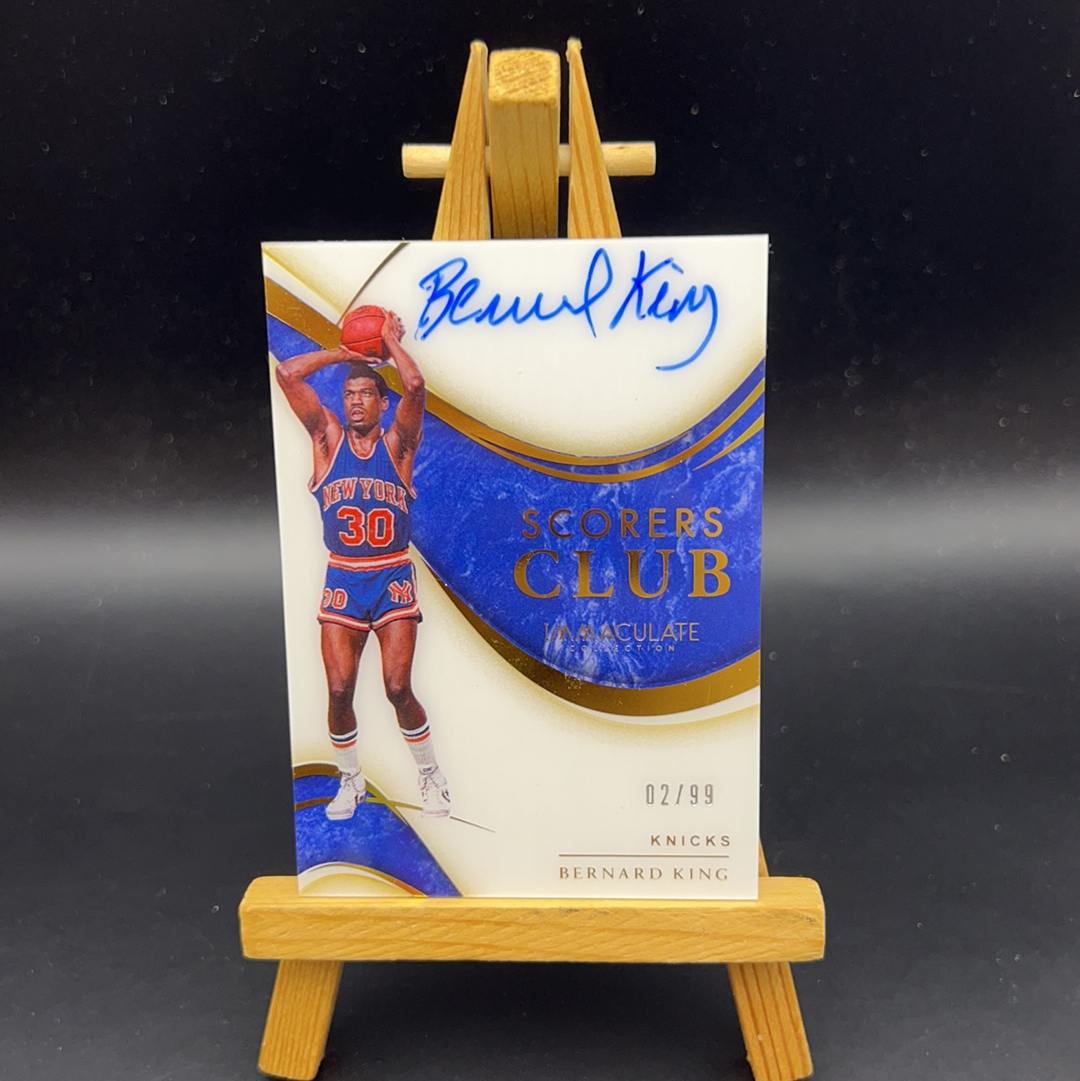 Bernard King
NEW YORK
30
30
NY
SCORERS
CLUB
IMMACULATE
COLLECTION
02/99
KNICKS
BERNARD KING